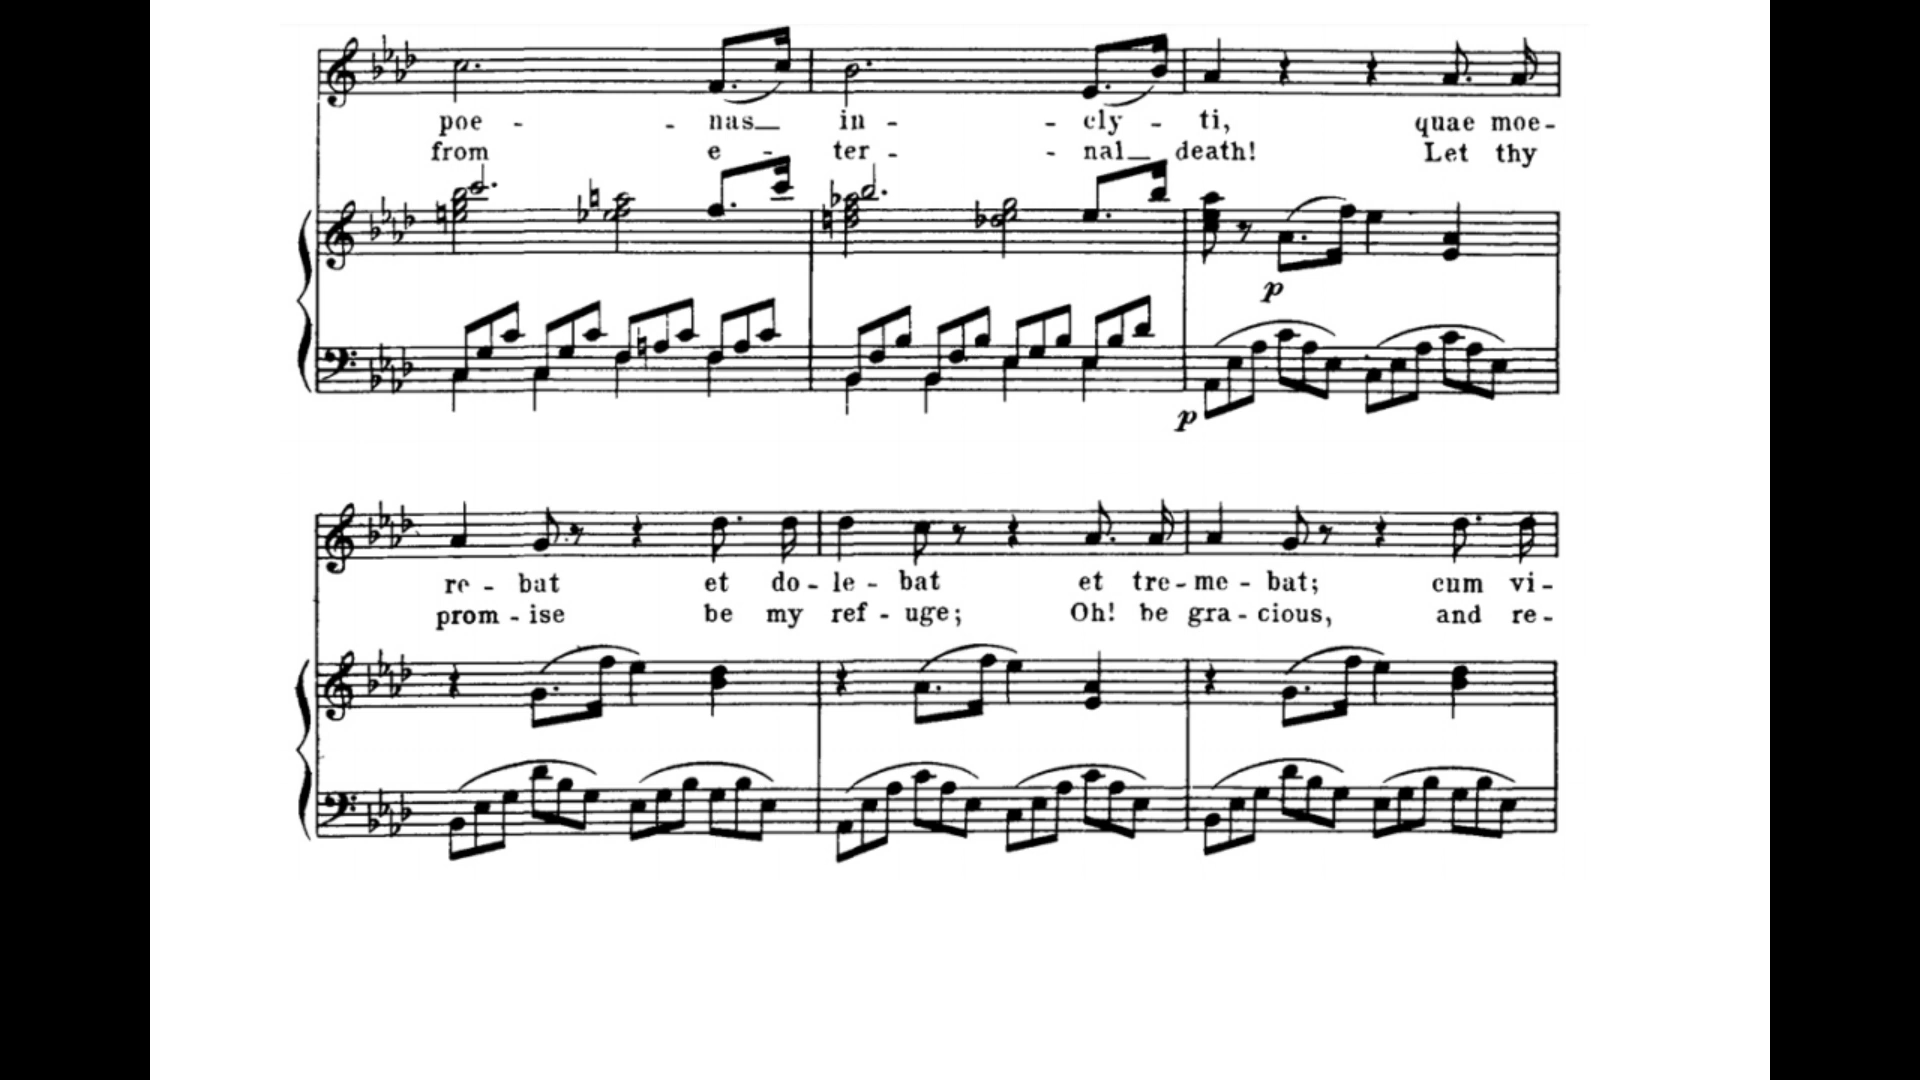 poe - - nas in - - cly - ti, quae moe-
from e - ter - - nal death! Let thy
p
p
re - bat et do - le - bat et tre - me - bat; cum vi -
prom - ise be my ref - uge; Oh! be gra - cious, and re -